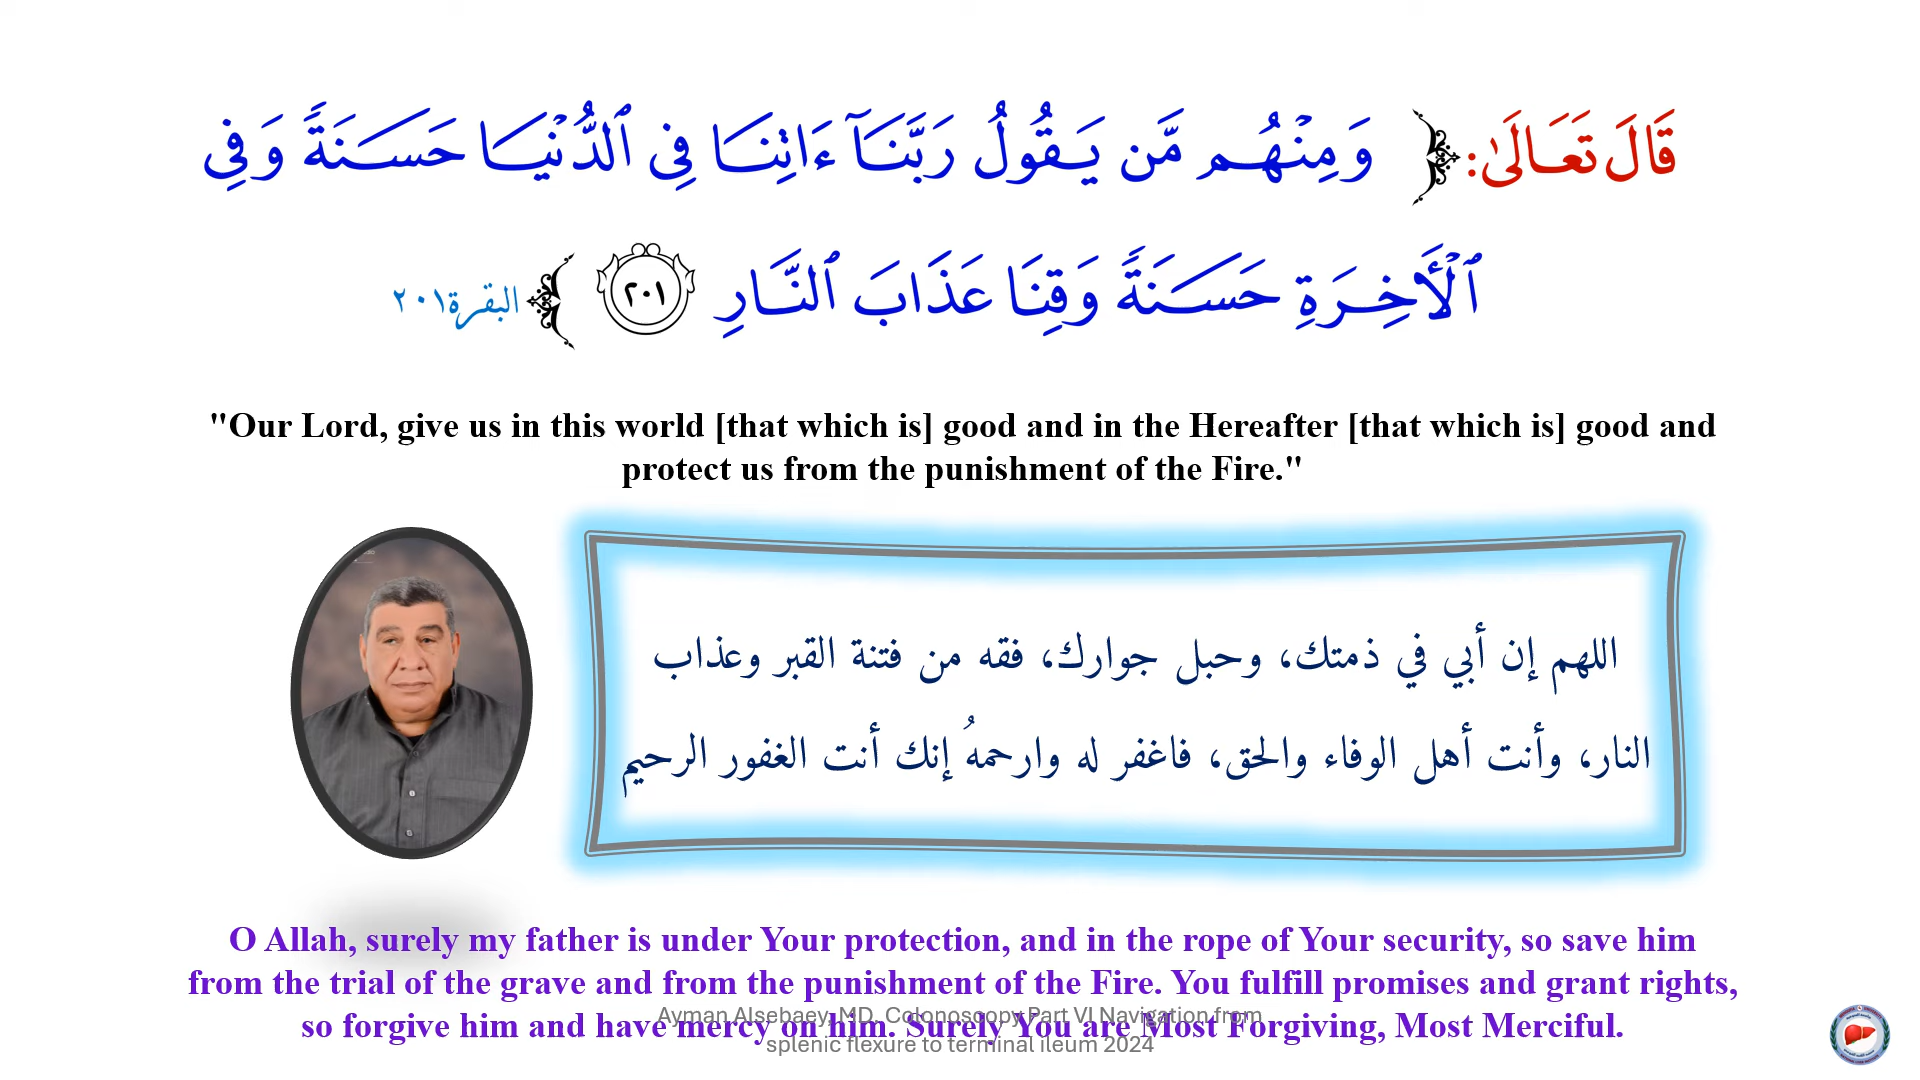 قَالَ تَعَالَىٰ: ﴿ وَمِنْهُم مَّن يَقُولُ رَبَّنَآ ءَاتِنَا فِى ٱلدُّنْيَا حَسَنَةً وَفِى
ٱلْأَخِرَةِ حَسَنَةً وَقِنَا عَذَابَ ٱلنَّارِ ٢٠١ ﴾ البقرة٢٠١
"Our Lord, give us in this world [that which is] good and in the Hereafter [that which is] good and
protect us from the punishment of the Fire."
اللهم إن أبي في ذمتك، وحبل جوارك، فقه من فتنة القبر وعذاب
النار، وأنت أهل الوفاء والحق، فاغفر له وارحمهُ إنك أنت الغفور الرحيم
O Allah, surely my father is under Your protection, and in the rope of Your security, so save him
from the trial of the grave and from the punishment of the Fire. You fulfill promises and grant rights,
so forgive him and have mercy on him. Surely You are Most Forgiving, Most Merciful.
Ayman Alsebaey, MD. Colonoscopy Part VI Navigation from
splenic flexure to terminal ileum 2024